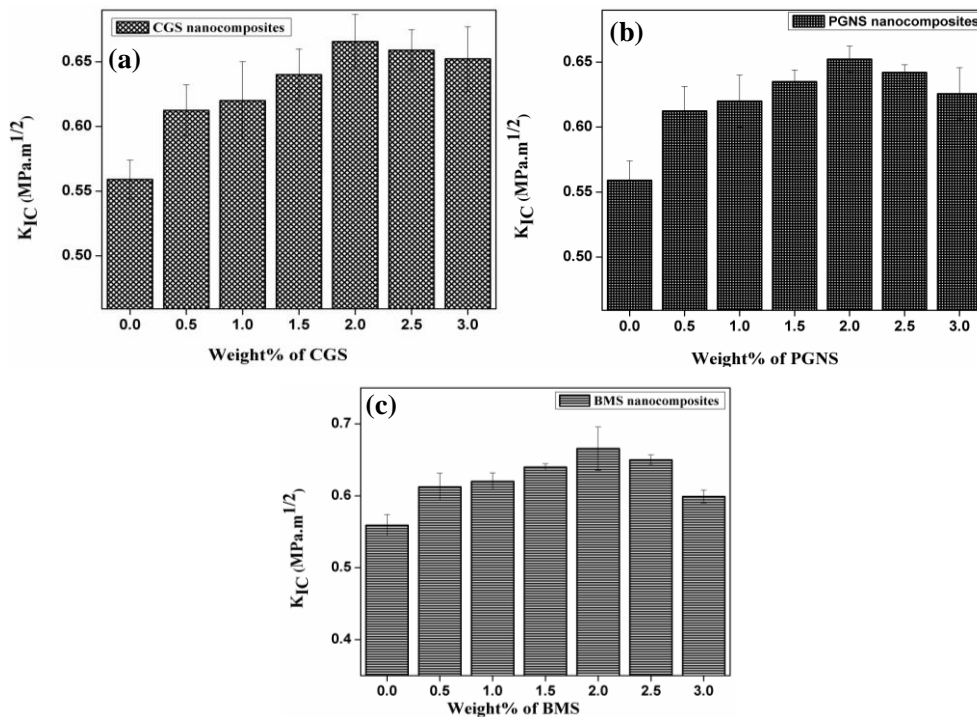 (a)
CGS nanocomposites
0.65
0.60
0.55
0.50
K_IC (MPa.m^1/2)
0.0 0.5 1.0 1.5 2.0 2.5 3.0
Weight% of CGS
(b)
PGNS nanocomposites
0.65
0.60
0.55
0.50
K_IC (MPa.m^1/2)
0.0 0.5 1.0 1.5 2.0 2.5 3.0
Weight% of PGNS
(c)
BMS nanocomposites
0.7
0.6
0.5
0.4
K_IC (MPa.m^1/2)
0.0 0.5 1.0 1.5 2.0 2.5 3.0
Weight% of BMS